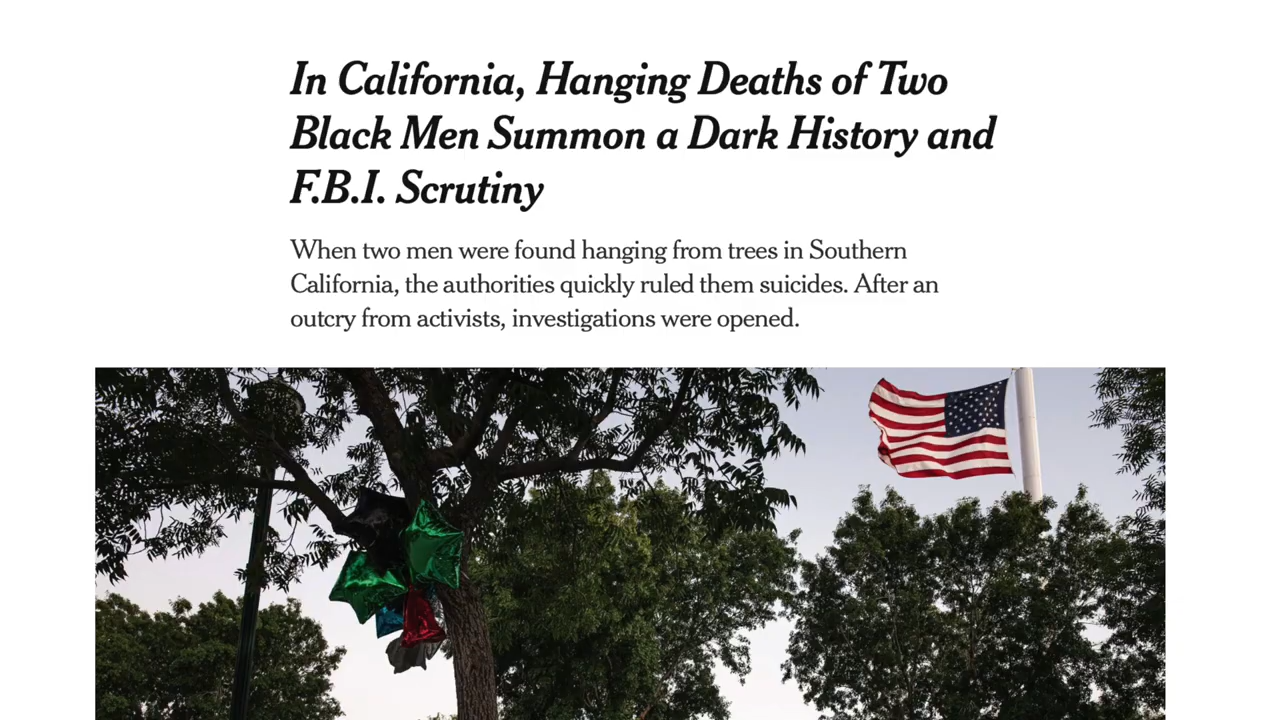 In California, Hanging Deaths of Two
Black Men Summon a Dark History and
F.B.I. Scrutiny
When two men were found hanging from trees in Southern
California, the authorities quickly ruled them suicides. After an
outcry from activists, investigations were opened.